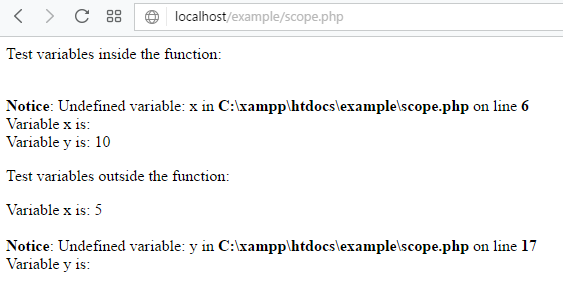 localhost/example/scope.php
Test variables inside the function:
Notice: Undefined variable: x in C:\xampp\htdocs\example\scope.php on line 6
Variable x is:
Variable y is: 10
Test variables outside the function:
Variable x is: 5
Notice: Undefined variable: y in C:\xampp\htdocs\example\scope.php on line 17
Variable y is: